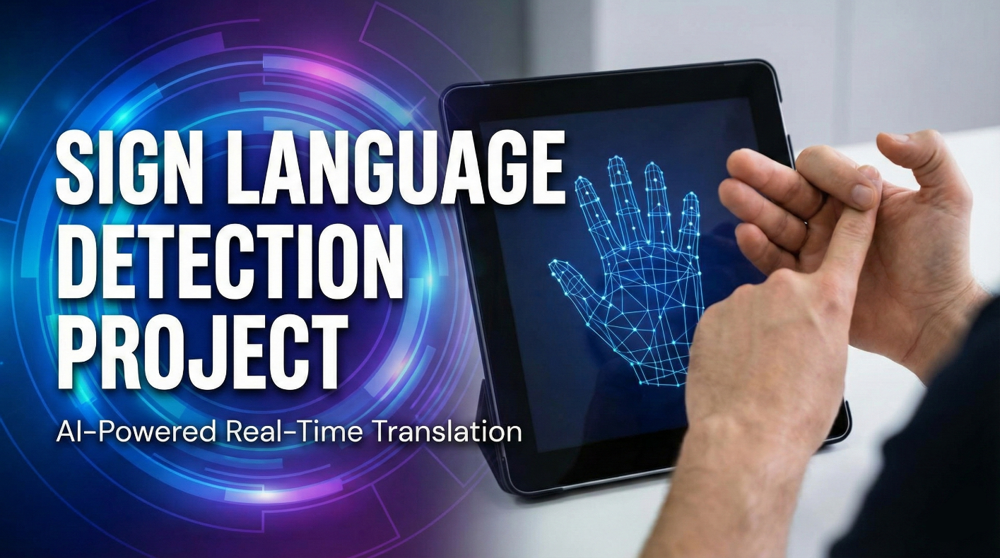 SIGN LANGUAGE
DETECTION
PROJECT
AI-Powered Real-Time Translation